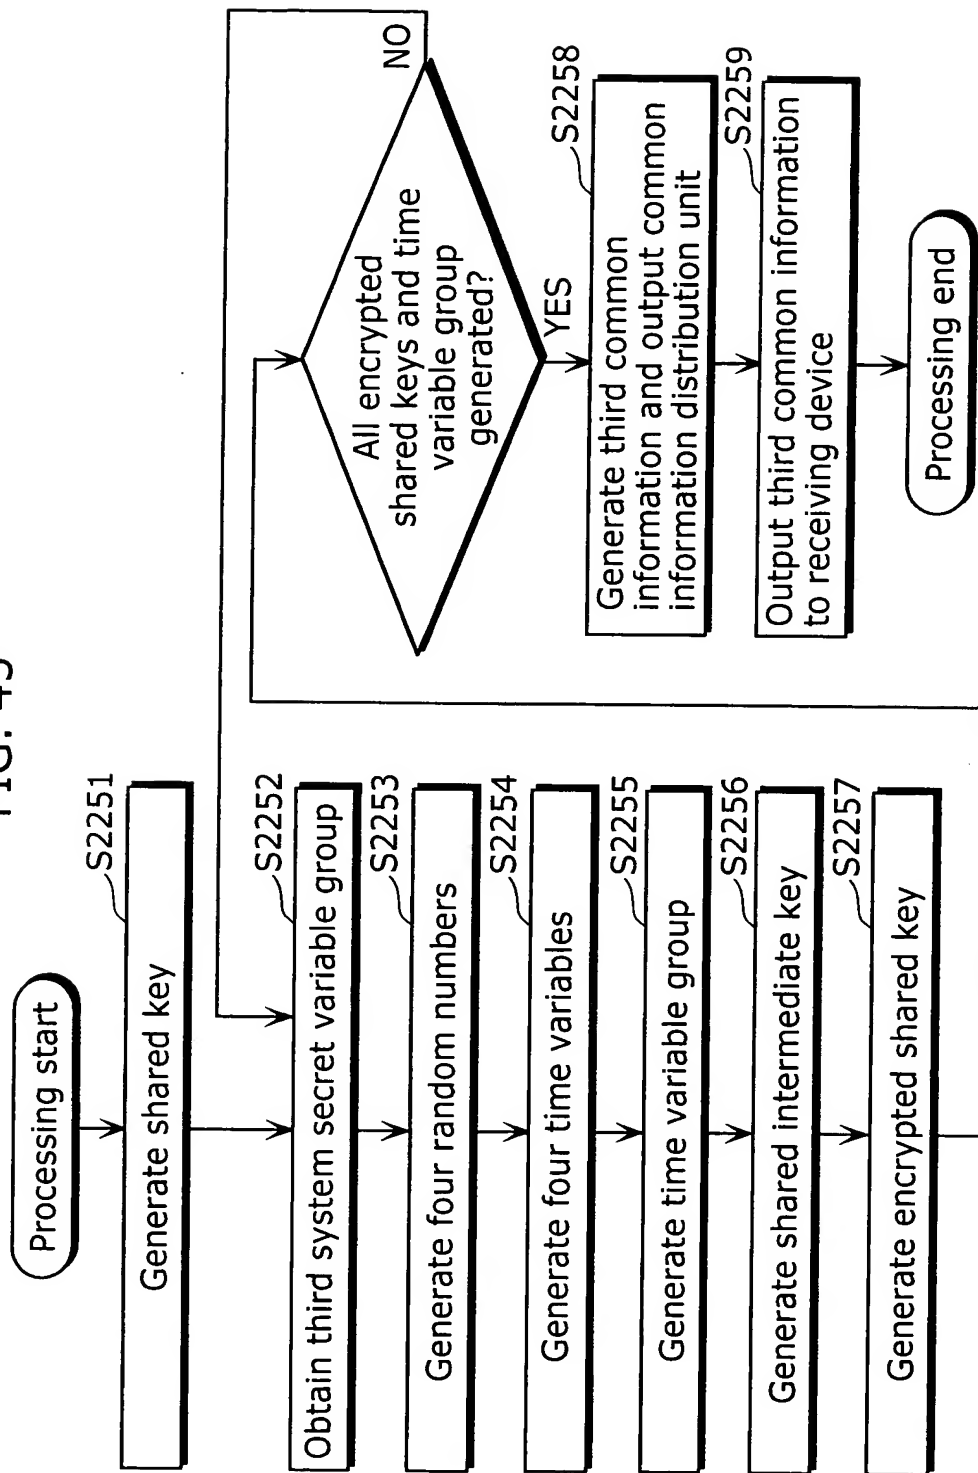 FIG. 45
Processing start
S2251
Generate shared key
S2252
Obtain third system secret variable group
S2253
Generate four random numbers
S2254
Generate four time variables
S2255
Generate time variable group
S2256
Generate shared intermediate key
S2257
Generate encrypted shared key
All encrypted
shared keys and time
variable group
generated?
NO
YES
S2258
Generate third common
information and output common
information distribution unit
S2259
Output third common information
to receiving device
Processing end